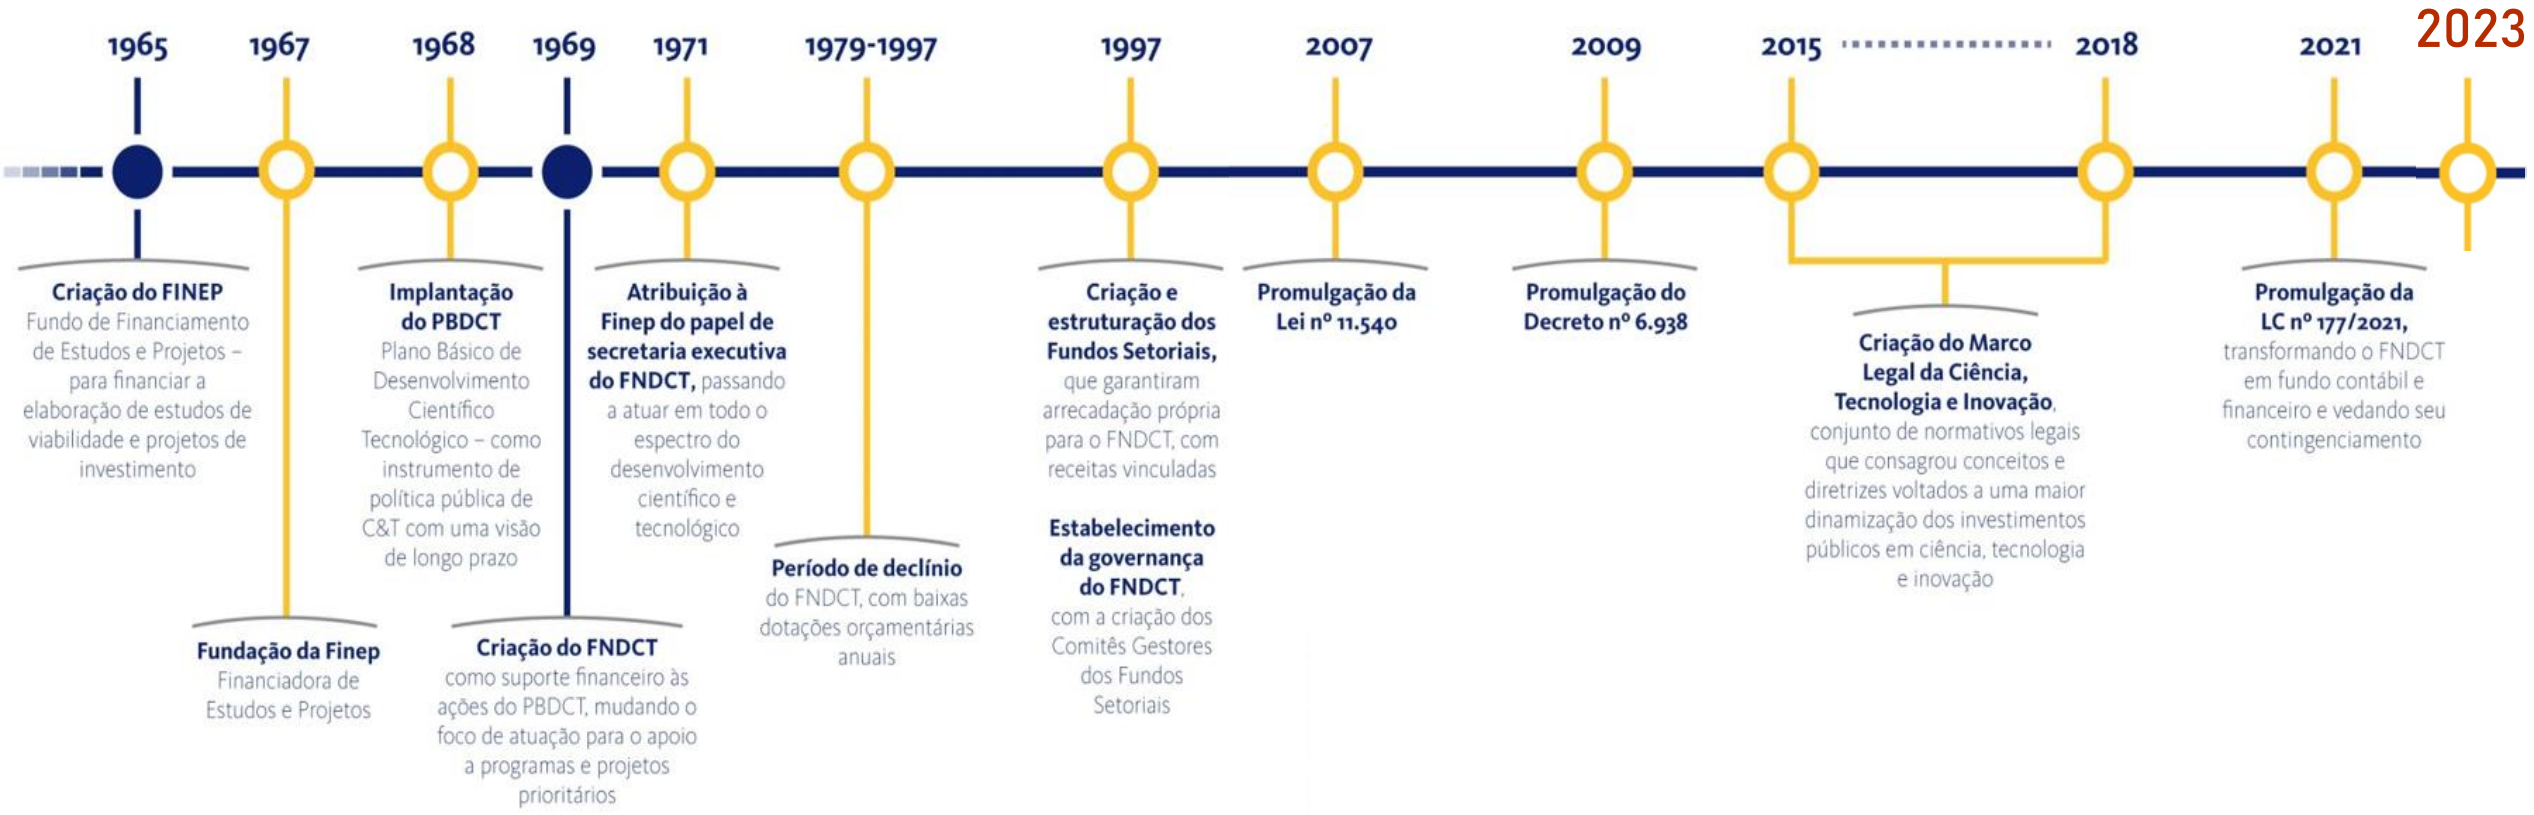 1965
1967
1968
1969
1971
1979-1997
1997
2007
2009
2015
2018
2021
2023
Criação do FINEP
Fundo de Financiamento
de Estudos e Projetos –
para financiar a
elaboração de estudos de
viabilidade e projetos de
investimento
Fundação da Finep
Financiadora de
Estudos e Projetos
Implantação
do PBDCT
Plano Básico de
Desenvolvimento
Científico
Tecnológico – como
instrumento de
política pública de
C&T com uma visão
de longo prazo
Criação do FNDCT
como suporte financeiro às
ações do PBDCT, mudando o
foco de atuação para o apoio
a programas e projetos
prioritários
Atribuição à
Finep do papel de
secretaria executiva
do FNDCT, passando
a atuar em todo o
espectro do
desenvolvimento
científico e
tecnológico
Período de declínio
do FNDCT, com baixas
dotações orçamentárias
anuais
Criação e
estruturação dos
Fundos Setoriais,
que garantiram
arrecadação própria
para o FNDCT, com
receitas vinculadas
Estabelecimento
da governança
do FNDCT,
com a criação dos
Comitês Gestores
dos Fundos
Setoriais
Promulgação da
Lei nº 11.540
Promulgação do
Decreto nº 6.938
Criação do Marco
Legal da Ciência,
Tecnologia e Inovação,
conjunto de normativos legais
que consagrou conceitos e
diretrizes voltados a uma maior
dinamização dos investimentos
públicos em ciência, tecnologia
e inovação
Promulgação da
LC nº 177/2021,
transformando o FNDCT
em fundo contábil e
financeiro e vedando seu
contingenciamento